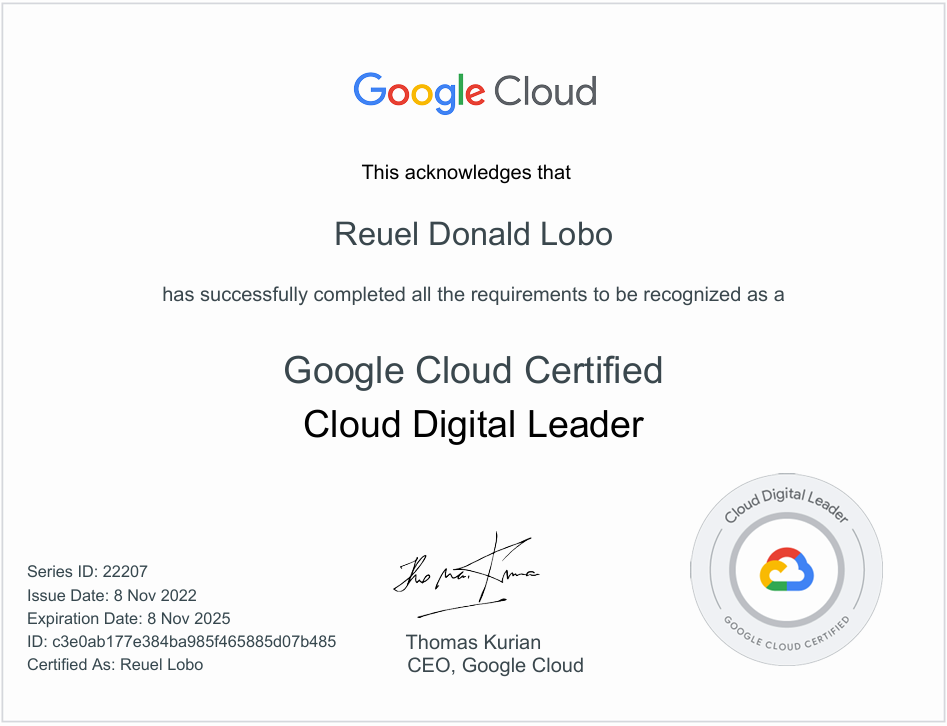 Google Cloud
This acknowledges that
Reuel Donald Lobo
has successfully completed all the requirements to be recognized as a
Google Cloud Certified
Cloud Digital Leader
Series ID: 22207
Issue Date: 8 Nov 2022
Expiration Date: 8 Nov 2025
ID: c3e0ab177e384ba985f465885d07b485
Certified As: Reuel Lobo
Thomas Kurian
CEO, Google Cloud
Cloud Digital Leader
GOOGLE CLOUD CERTIFIED